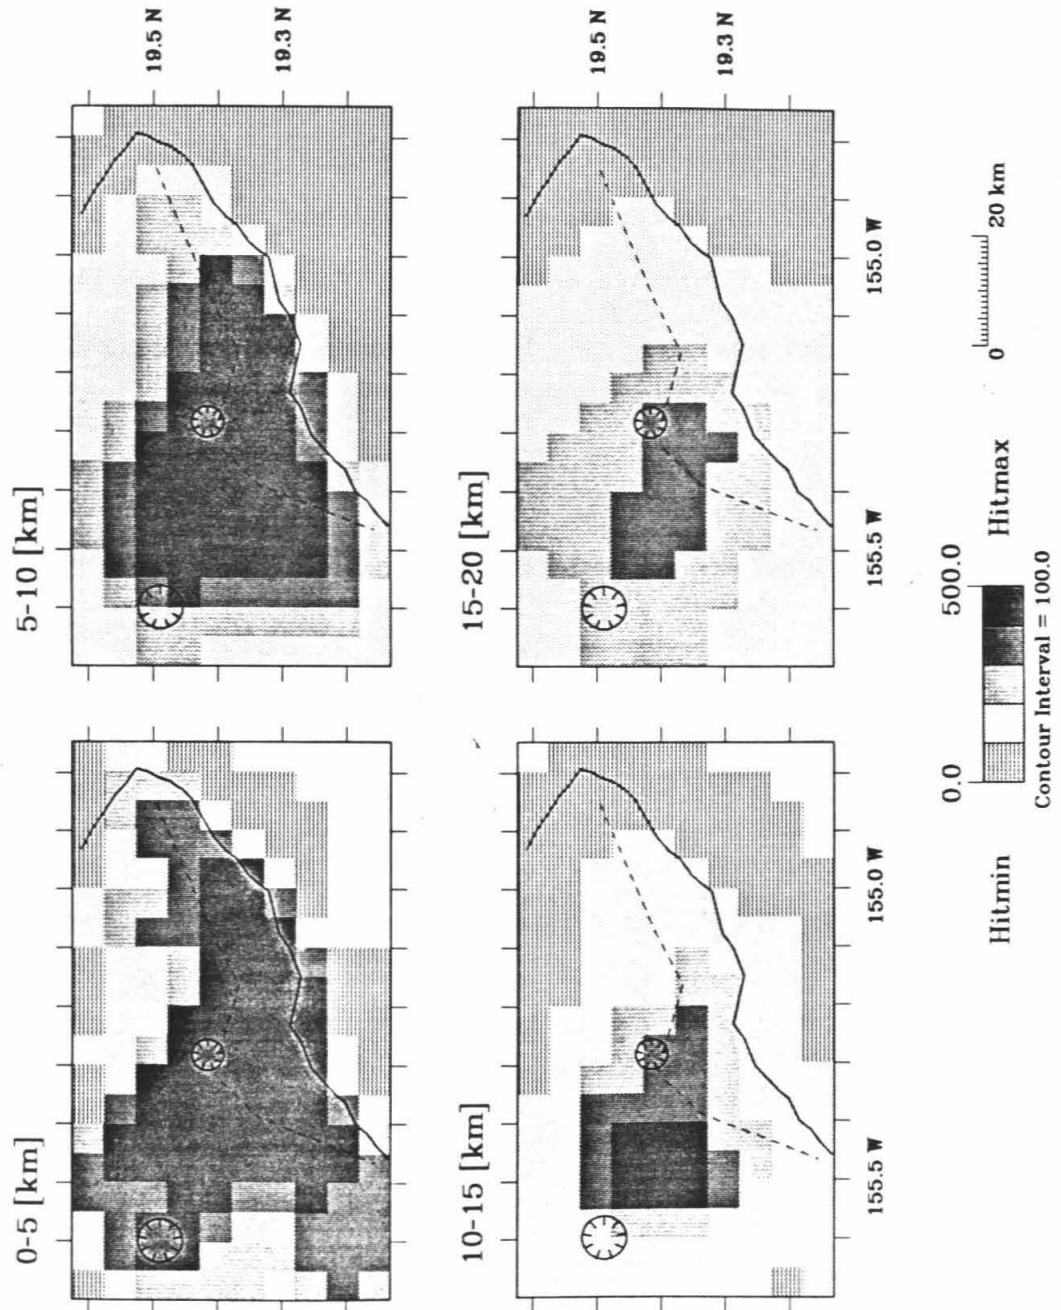 5-10 [km]
19.5 N
19.3 N
15-20 [km]
19.5 N
19.3 N
155.5 W
155.0 W
0-5 [km]
10-15 [km]
155.5 W
155.0 W
Hitmin
Hitmax
0.0
500.0
Contour Interval = 100.0
0
20 km